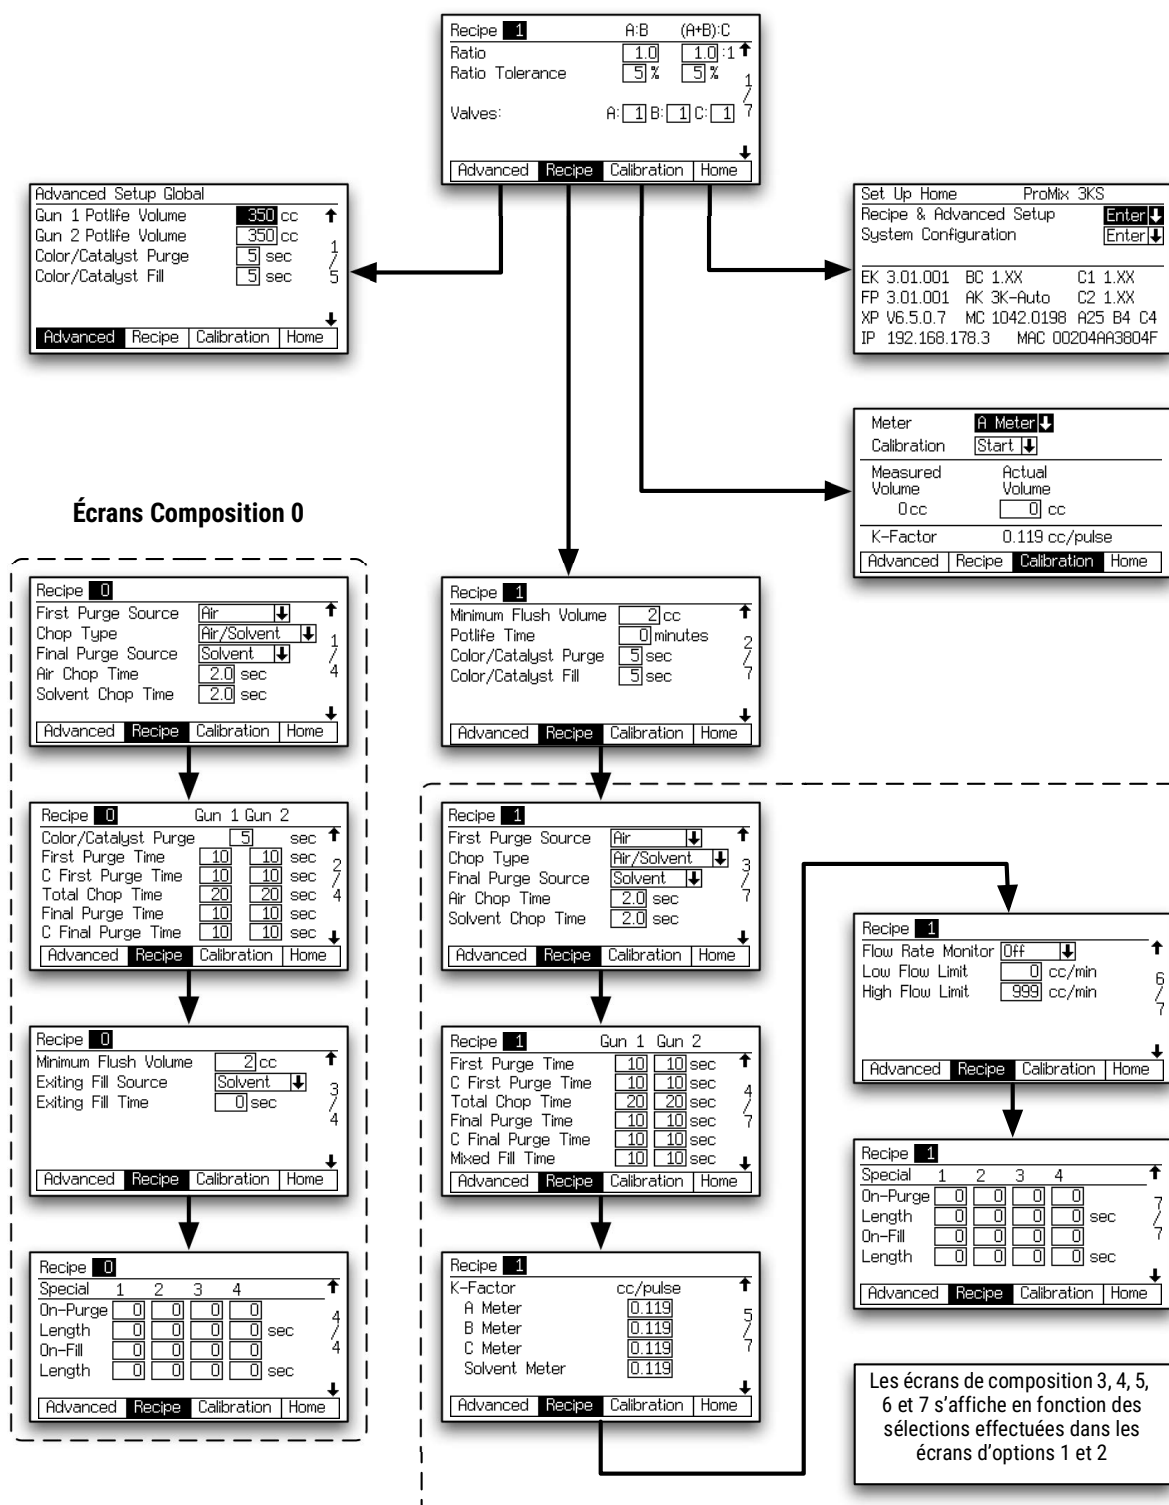 Recipe 1 A:B (A+B):C
Ratio 1.0 1.0 :1
Ratio Tolerance 5 % 5 %
1/7
Valves: A: 1 B: 1 C: 1
Advanced Recipe Calibration Home
Advanced Setup Global
Gun 1 Potlife Volume 350 cc
Gun 2 Potlife Volume 350 cc
Color/Catalyst Purge 5 sec
Color/Catalyst Fill 5 sec
1/5
Advanced Recipe Calibration Home
Set Up Home ProMix 3KS
Recipe & Advanced Setup Enter
System Configuration Enter
EK 3.01.001 BC 1.XX C1 1.XX
FP 3.01.001 AK 3K-Auto C2 1.XX
XP V6.5.0.7 MC 1042.0198 A25 B4 C4
IP 192.168.178.3 MAC 00204AA3804F
Meter A Meter
Calibration Start
Measured Actual
Volume Volume
0 cc 0 cc
K-Factor 0.119 cc/pulse
Advanced Recipe Calibration Home
Écrans Composition 0
Recipe 0
First Purge Source Air
Chop Type Air/Solvent
Final Purge Source Solvent
Air Chop Time 2.0 sec
Solvent Chop Time 2.0 sec
1/4
Advanced Recipe Calibration Home
Recipe 0 Gun 1 Gun 2
Color/Catalyst Purge 5 sec
First Purge Time 10 10 sec
C First Purge Time 10 10 sec
Total Chop Time 20 20 sec
Final Purge Time 10 10 sec
C Final Purge Time 10 10 sec
2/4
Advanced Recipe Calibration Home
Recipe 0
Minimum Flush Volume 2 cc
Exiting Fill Source Solvent
Exiting Fill Time 0 sec
3/4
Advanced Recipe Calibration Home
Recipe 0
Special 1 2 3 4
On-Purge 0 0 0 0
Length 0 0 0 0 sec
On-Fill 0 0 0 0
Length 0 0 0 0 sec
4/4
Advanced Recipe Calibration Home
Recipe 1
Minimum Flush Volume 2 cc
Potlife Time 0 minutes
Color/Catalyst Purge 5 sec
Color/Catalyst Fill 5 sec
2/7
Advanced Recipe Calibration Home
Recipe 1
First Purge Source Air
Chop Type Air/Solvent
Final Purge Source Solvent
Air Chop Time 2.0 sec
Solvent Chop Time 2.0 sec
3/7
Advanced Recipe Calibration Home
Recipe 1 Gun 1 Gun 2
First Purge Time 10 10 sec
C First Purge Time 10 10 sec
Total Chop Time 20 20 sec
Final Purge Time 10 10 sec
C Final Purge Time 10 10 sec
Mixed Fill Time 10 10 sec
4/7
Advanced Recipe Calibration Home
Recipe 1
K-Factor cc/pulse
A Meter 0.119
B Meter 0.119
C Meter 0.119
Solvent Meter 0.119
5/7
Advanced Recipe Calibration Home
Recipe 1
Flow Rate Monitor Off
Low Flow Limit 0 cc/min
High Flow Limit 999 cc/min
6/7
Advanced Recipe Calibration Home
Recipe 1
Special 1 2 3 4
On-Purge 0 0 0 0
Length 0 0 0 0 sec
On-Fill 0 0 0 0
Length 0 0 0 0 sec
7/7
Advanced Recipe Calibration Home
Les écrans de composition 3, 4, 5,
6 et 7 s'affiche en fonction des
sélections effectuées dans les
écrans d'options 1 et 2